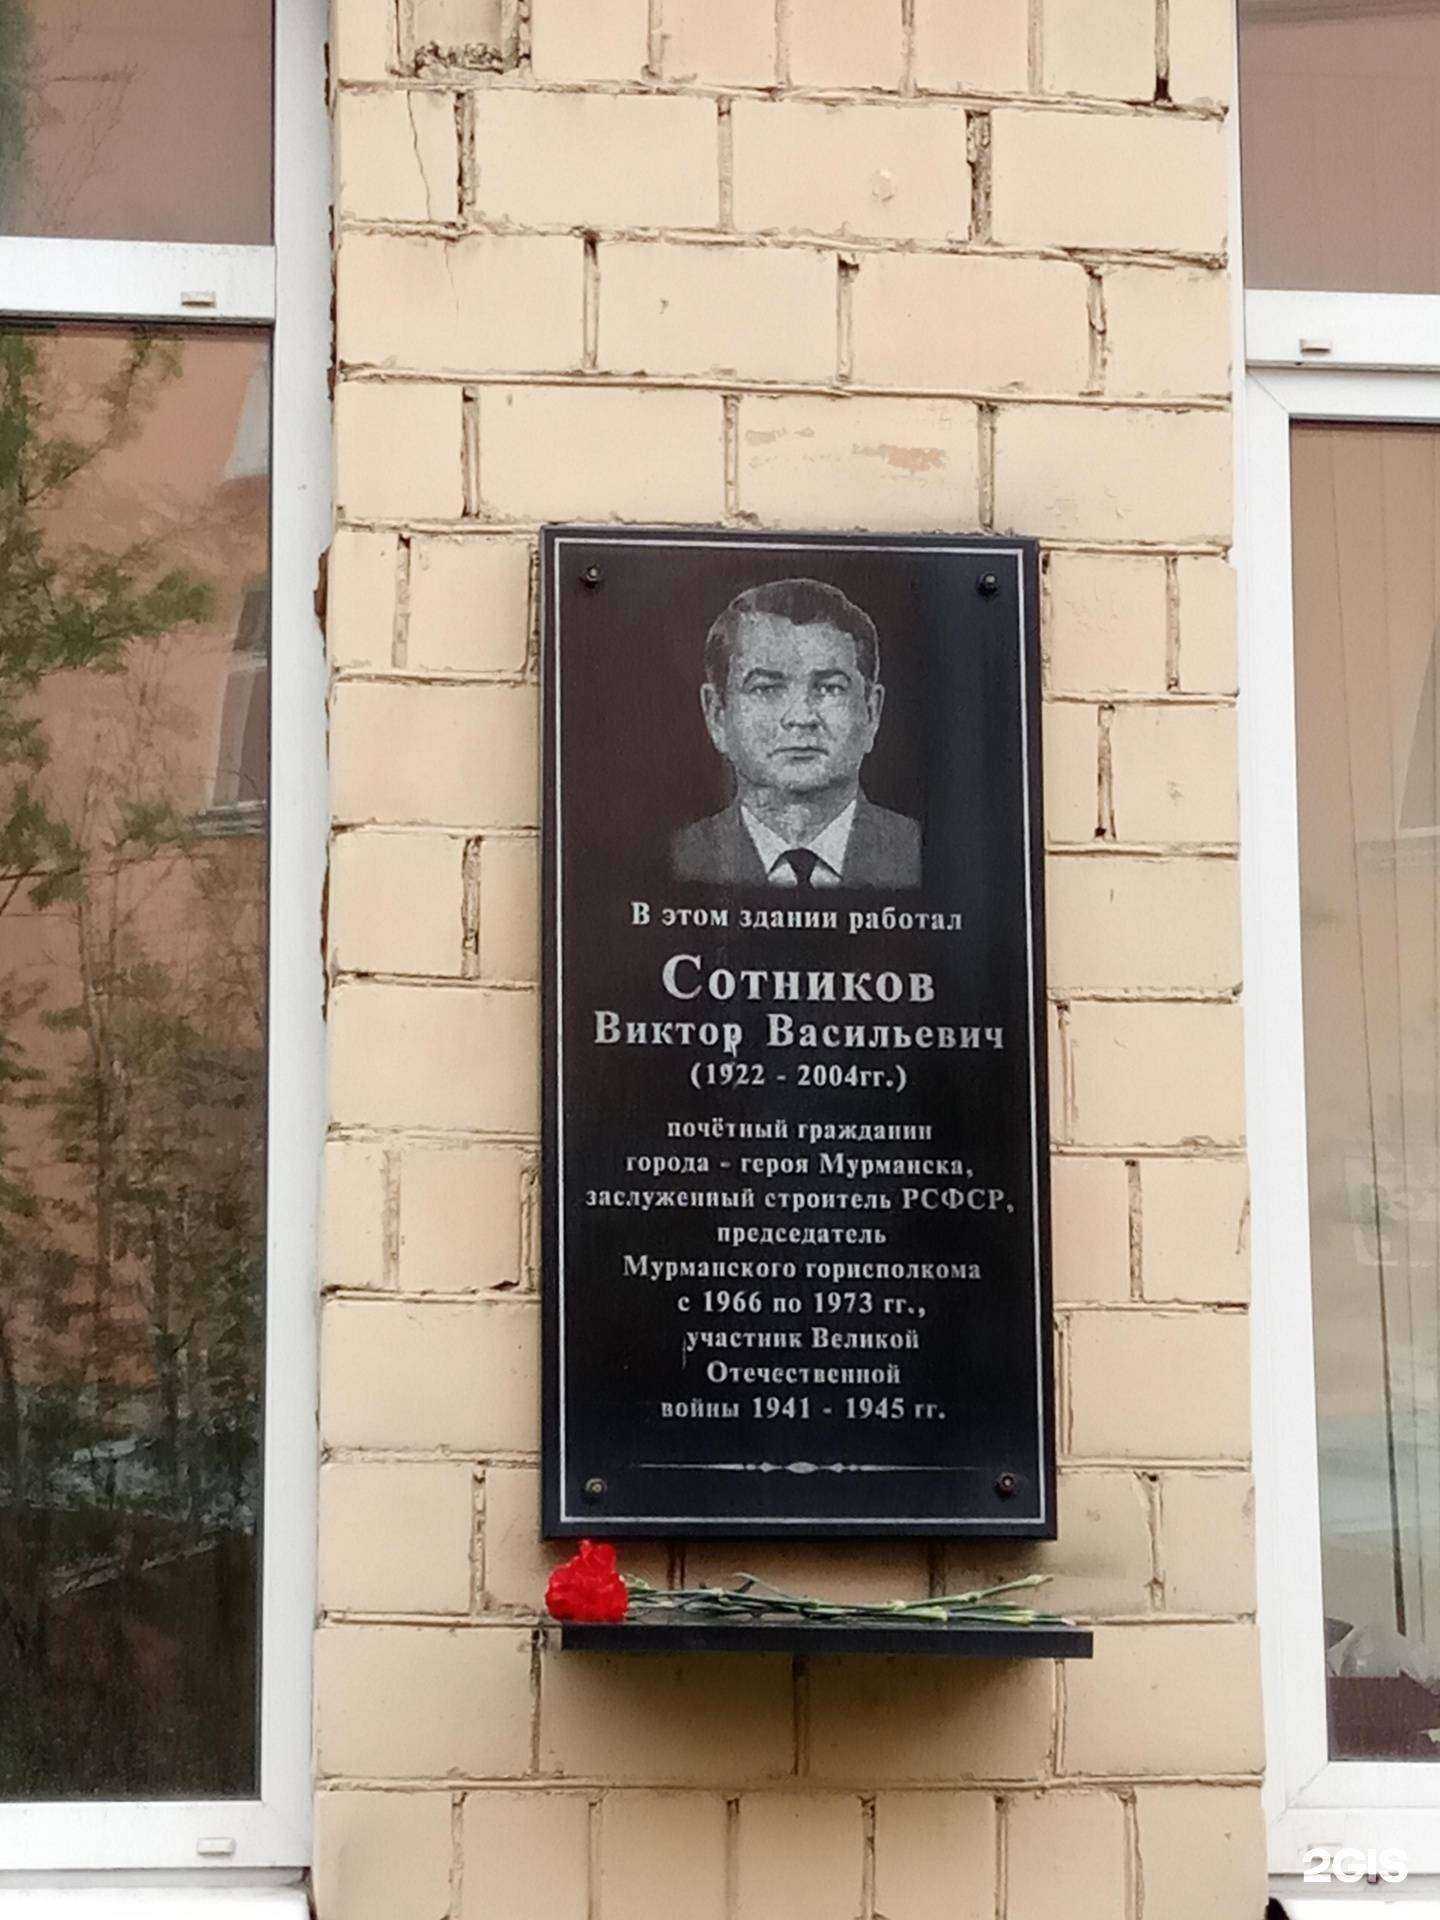 В этом здании работал
Сотников
Виктор Васильевич
(1922 - 2004гг.)
почётный гражданин
города - героя Мурманска,
заслуженный строитель РСФСР,
председатель
Мурманского горисполкома
с 1966 по 1973 гг.,
участник Великой
Отечественной
войны 1941 - 1945 гг.
2GIS